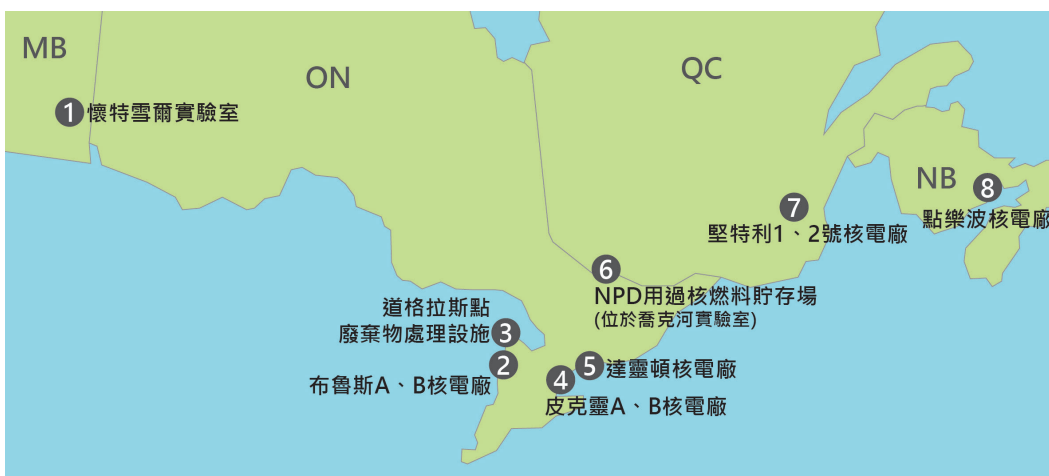 MB
ON
QC
NB
1 懷特雪爾實驗室
8
點樂波核電廠
7
堅特利1、2號核電廠
6
NPD用過核燃料貯存場
(位於喬克河實驗室)
道格拉斯點
廢棄物處理設施 3
2
布魯斯A、B核電廠
5 達靈頓核電廠
4
皮克靈A、B核電廠